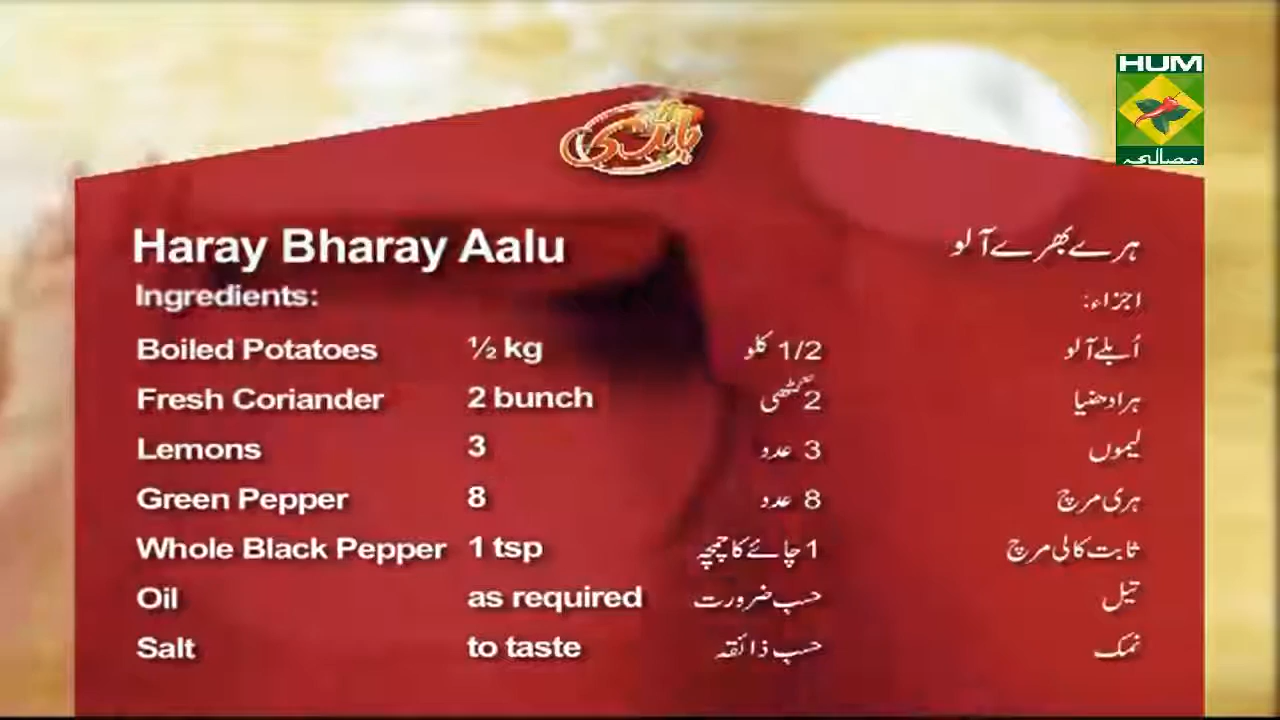 HUM
مصالحہ
ہانڈی
Haray Bharay Aalu ہرے بھرے آلو
Ingredients: اجزاء:
Boiled Potatoes ½ kg 1/2 کلو اُبلے آلو
Fresh Coriander 2 bunch 2 گٹھی ہرا دھنیا
Lemons 3 3 عدد لیموں
Green Pepper 8 8 عدد ہری مرچ
Whole Black Pepper 1 tsp 1 چائے کا چمچہ ثابت کالی مرچ
Oil as required حسب ضرورت تیل
Salt to taste حسب ذائقہ نمک